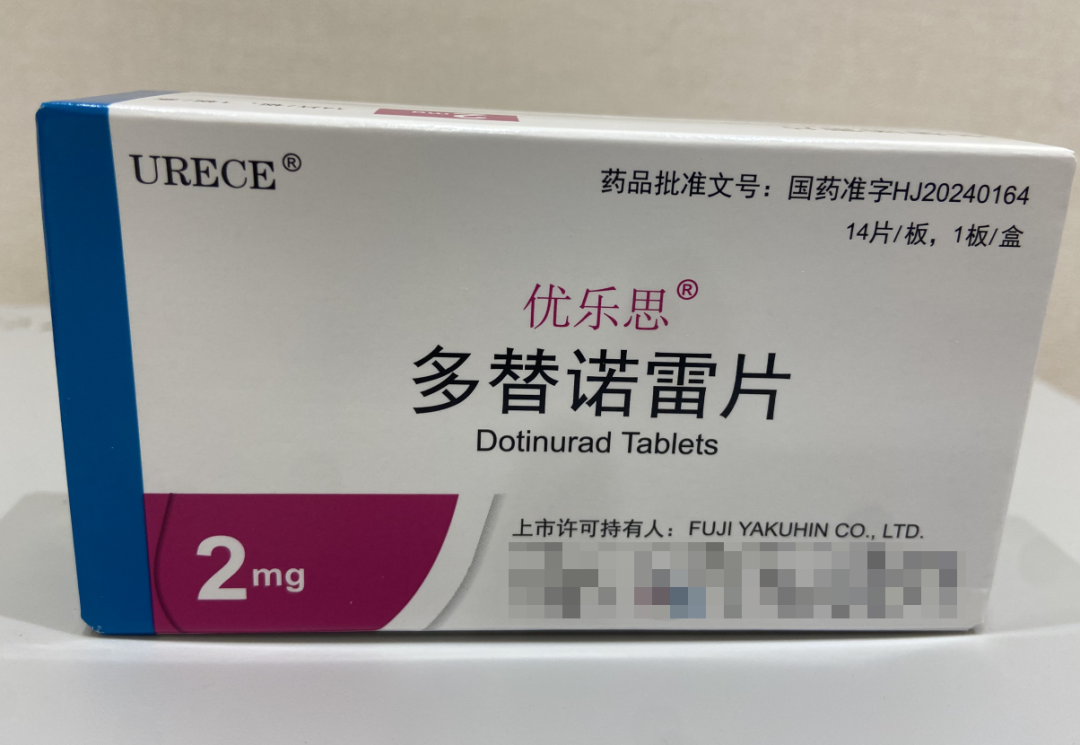 URECE®
药品批准文号：国药准字HJ20240164
14片/板，1板/盒
优乐思®
多替诺雷片
Dotinurad Tablets
2mg
上市许可持有人：FUJI YAKUHIN CO., LTD.